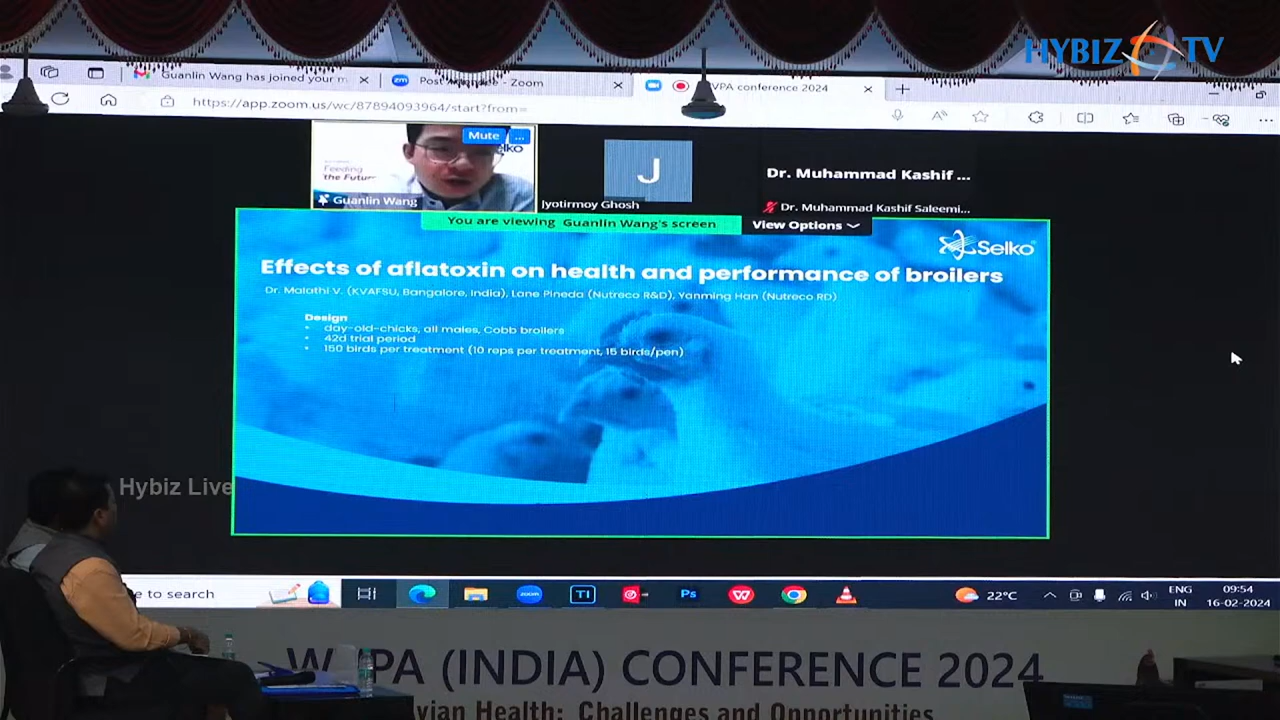 HYBIZ TV
Guanlin Wang has joined your m
Post
- Zoom
VPA conference 2024
https://app.zoom.us/wc/87894093964/start?from=
Mute ...
Selko
Feeding
the Future
Guanlin Wang
J
Jyotirmoy Ghosh
Dr. Muhammad Kashif ...
Dr. Muhammad Kashif Saleemi...
You are viewing Guanlin Wang's screen
View Options
Selko
Effects of aflatoxin on health and performance of broilers
Dr. Malathi V. (KVAFSU, Bangalore, India), Lane Pineda (Nutreco R&D), Yanming Han (Nutreco RD)
Design
• day-old-chicks, all males, Cobb broilers
• 42d trial period
• 150 birds per treatment (10 reps per treatment, 15 birds/pen)
Hybiz Live
e to search
zoom
TI
Ps
W
22°C
ENG
IN
09:54
16-02-2024
W PA (INDIA) CONFERENCE 2024
vian Health: Challenges and Opportunities